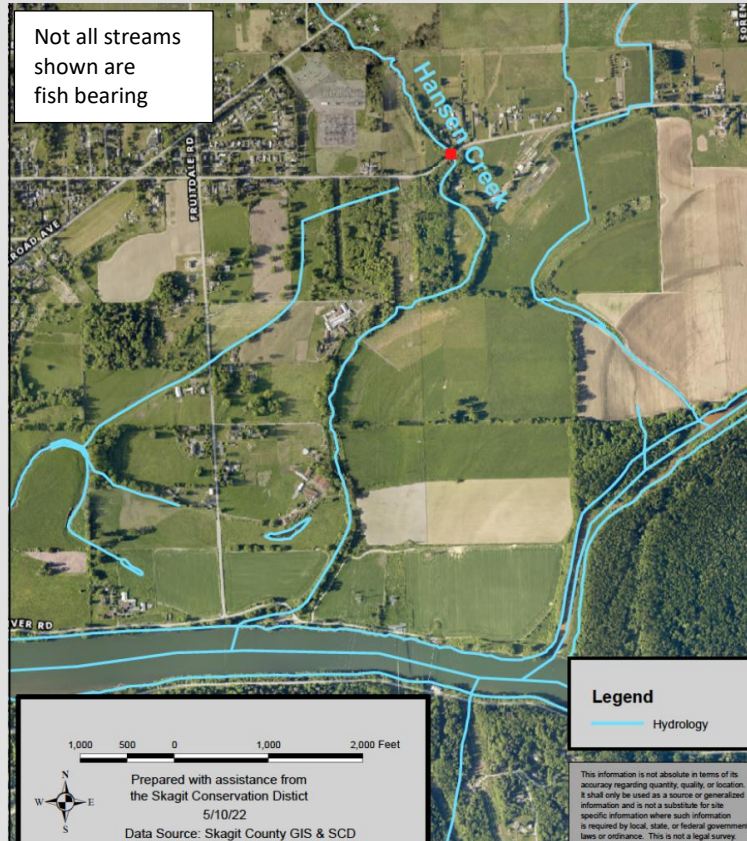 Not all streams
shown are
fish bearing
Hansen Creek
SOREN
FRUITDALE RD
ROAD AVE
VER RD
Legend
Hydrology
1,000 500 0 1,000 2,000 Feet
N
W E
S
Prepared with assistance from
the Skagit Conservation Distict
5/10/22
Data Source: Skagit County GIS & SCD
This information is not absolute in terms of its
accuracy regarding quantity, quality, or location.
It shall only be used as a source or generalized
information and is not a substitute for site
specific information where such information
is required by local, state, or federal government
laws or ordinance. This is not a legal survey.